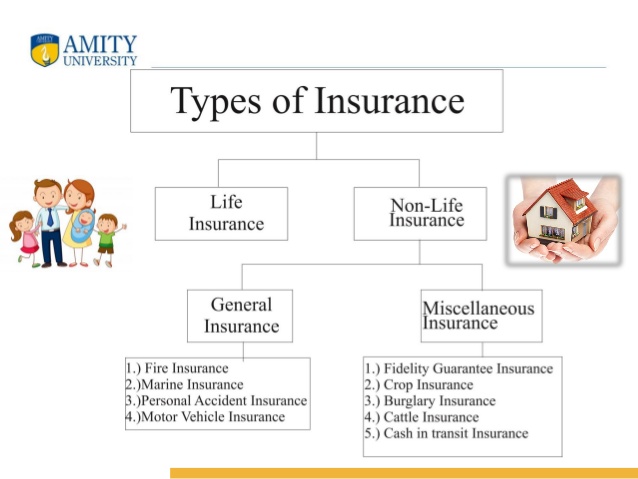 AMITY
UNIVERSITY
Types of Insurance
Life
Insurance
Non-Life
Insurance
General
Insurance
Miscellaneous
Insurance
1.) Fire Insurance
2.)Marine Insurance
3.)Personal Accident Insurance
4.)Motor Vehicle Insurance
1.) Fidelity Guarantee Insurance
2.) Crop Insurance
3.) Burglary Insurance
4.) Cattle Insurance
5.) Cash in transit Insurance